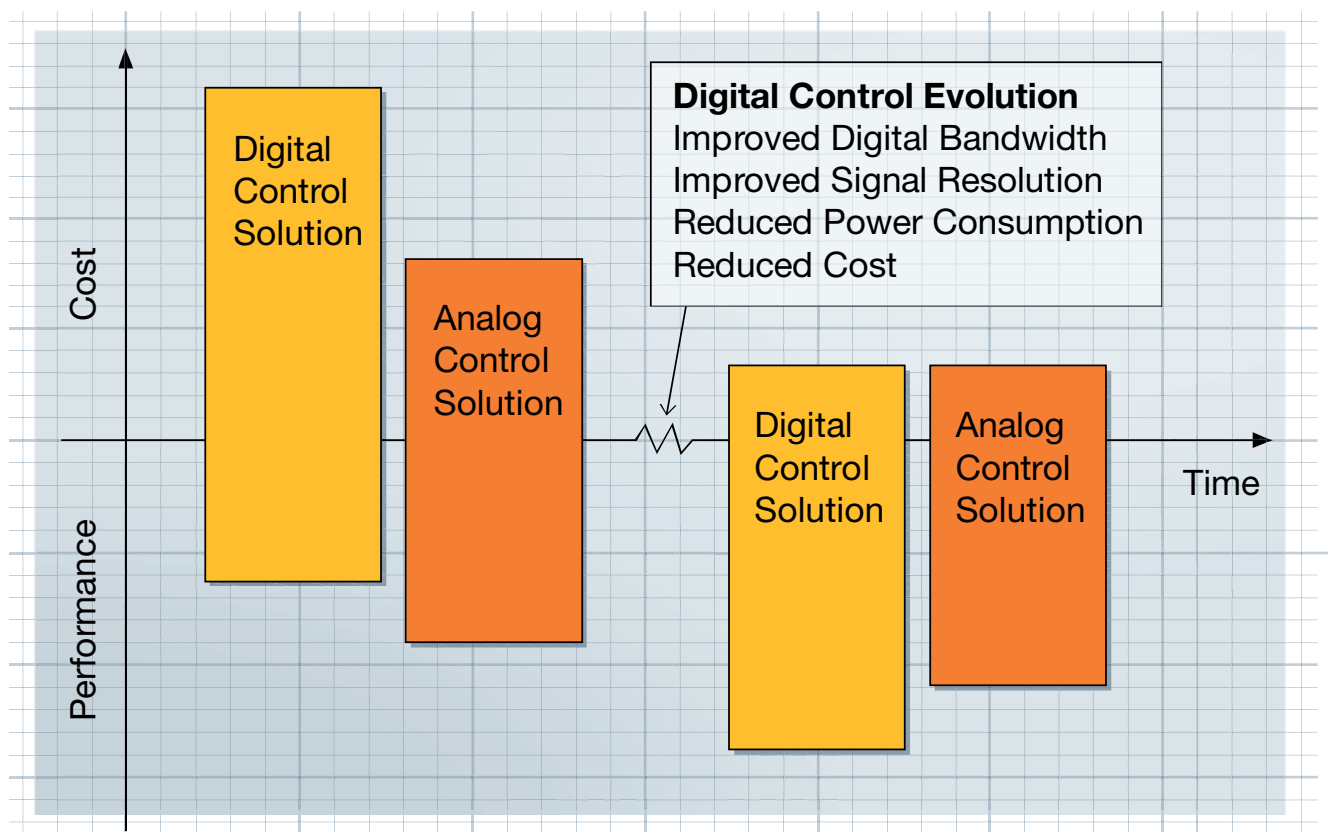 Cost
Performance
Digital
Control
Solution
Analog
Control
Solution
Digital Control Evolution
Improved Digital Bandwidth
Improved Signal Resolution
Reduced Power Consumption
Reduced Cost
Digital
Control
Solution
Analog
Control
Solution
Time